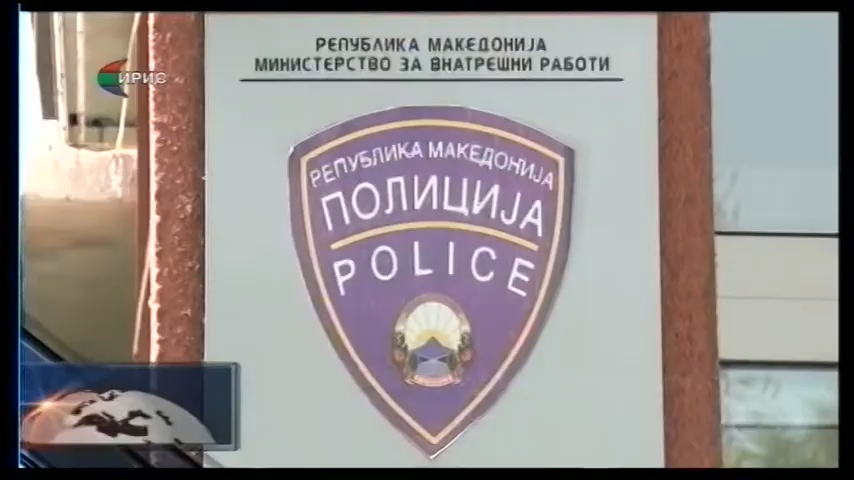 РЕПУБЛИКА МАКЕДОНИЈА
МИНИСТЕРСТВО ЗА ВНАТРЕШНИ РАБОТИ
ИРИС
РЕПУБЛИКА МАКЕДОНИЈА
ПОЛИЦИЈА
POLICE